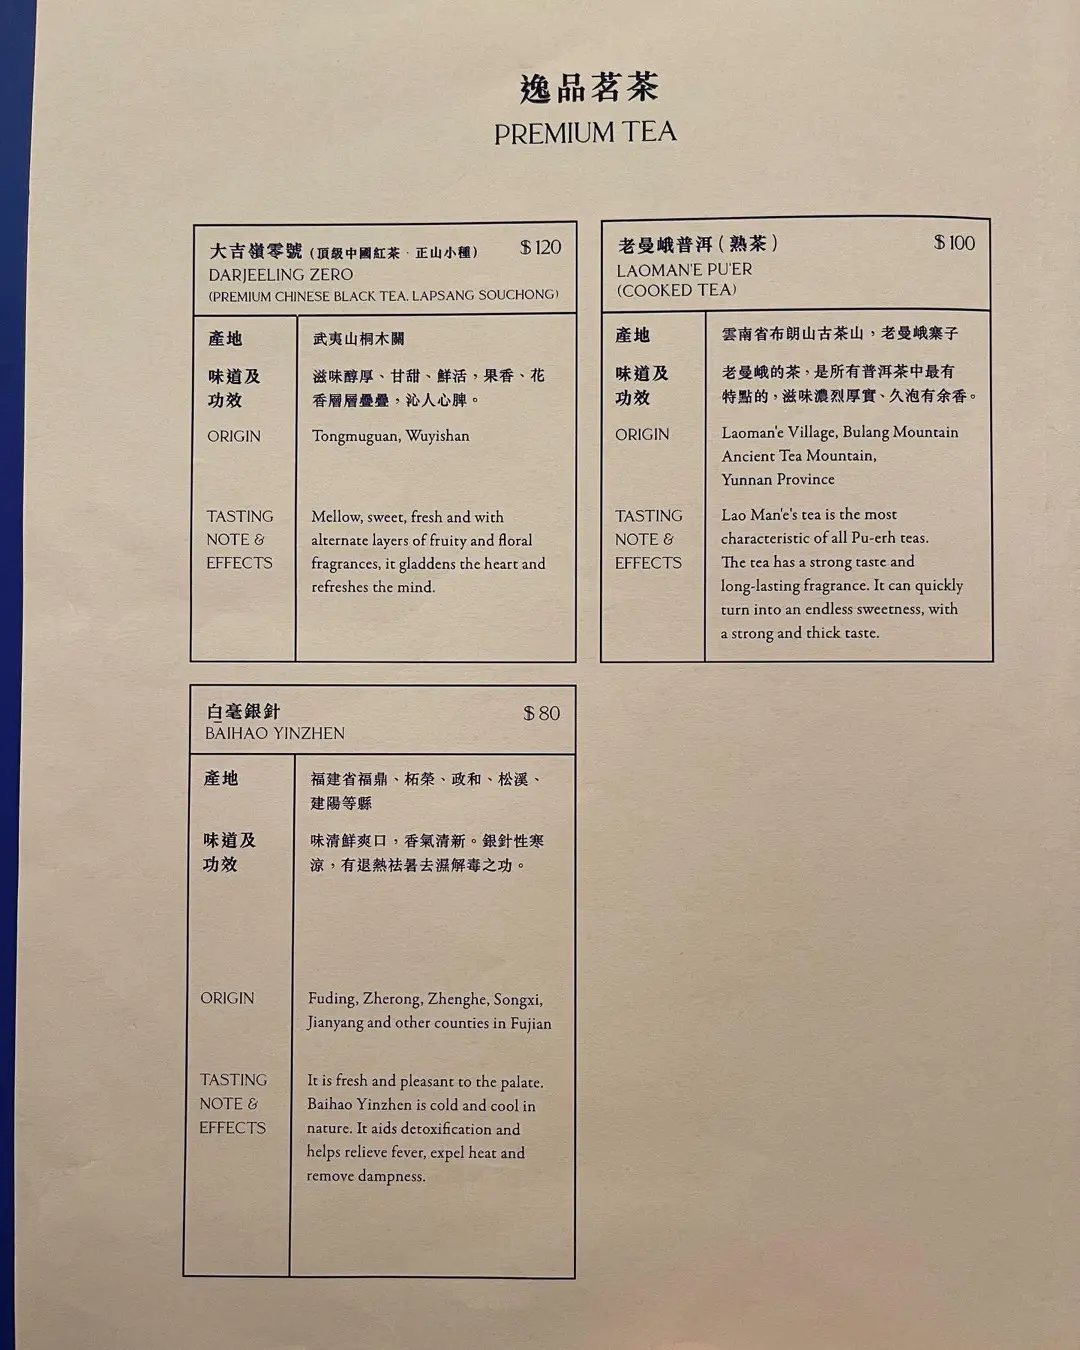 逸品茗茶
PREMIUM TEA
大吉嶺零號 (頂級中國紅茶 · 正山小種) $120
DARJEELING ZERO
(PREMIUM CHINESE BLACK TEA, LAPSANG SOUCHONG)
產地 武夷山桐木關
味道及 滋味醇厚、甘甜、鮮活，果香、花
功效 香層層疊疊，沁人心脾。
ORIGIN Tongmuguan, Wuyishan
TASTING Mellow, sweet, fresh and with
NOTE & alternate layers of fruity and floral
EFFECTS fragrances, it gladdens the heart and
refreshes the mind.
老曼峨普洱 (熟茶) $100
LAOMAN'E PU'ER
(COOKED TEA)
產地 雲南省布朗山古茶山，老曼峨寨子
味道及 老曼峨的茶，是所有普洱茶中最有
功效 特點的，滋味濃烈厚實、久泡有余香。
ORIGIN Laoman'e Village, Bulang Mountain
Ancient Tea Mountain,
Yunnan Province
TASTING Lao Man'e's tea is the most
NOTE & characteristic of all Pu-erh teas.
EFFECTS The tea has a strong taste and
long-lasting fragrance. It can quickly
turn into an endless sweetness, with
a strong and thick taste.
白毫銀針 $80
BAIHAO YINZHEN
產地 福建省福鼎、柘榮、政和、松溪、
建陽等縣
味道及 味清鮮爽口，香氣清新。銀針性寒
功效 涼，有退熱祛暑去濕解毒之功。
ORIGIN Fuding, Zherong, Zhenghe, Songxi,
Jianyang and other counties in Fujian
TASTING It is fresh and pleasant to the palate.
NOTE & Baihao Yinzhen is cold and cool in
EFFECTS nature. It aids detoxification and
helps relieve fever, expel heat and
remove dampness.